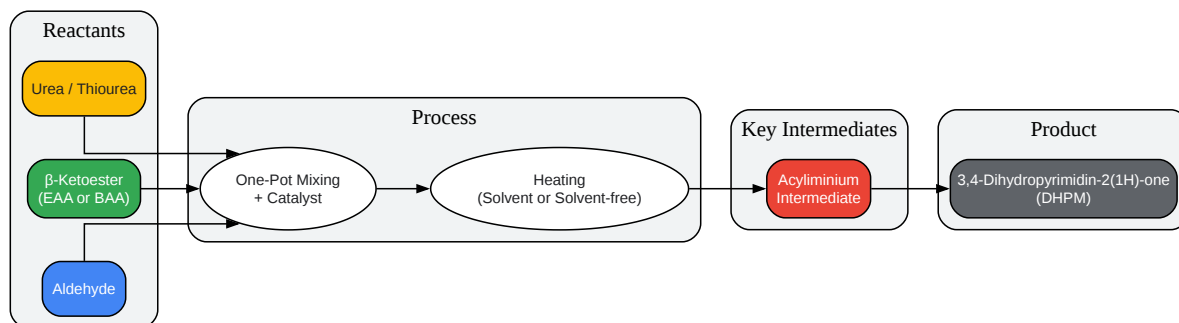 Reactants
Urea / Thiourea
β-Ketoester
(EAA or BAA)
Aldehyde
Process
One-Pot Mixing
+ Catalyst
Heating
(Solvent or Solvent-free)
Key Intermediates
Acyliminium
Intermediate
Product
3,4-Dihydropyrimidin-2(1H)-one
(DHPM)